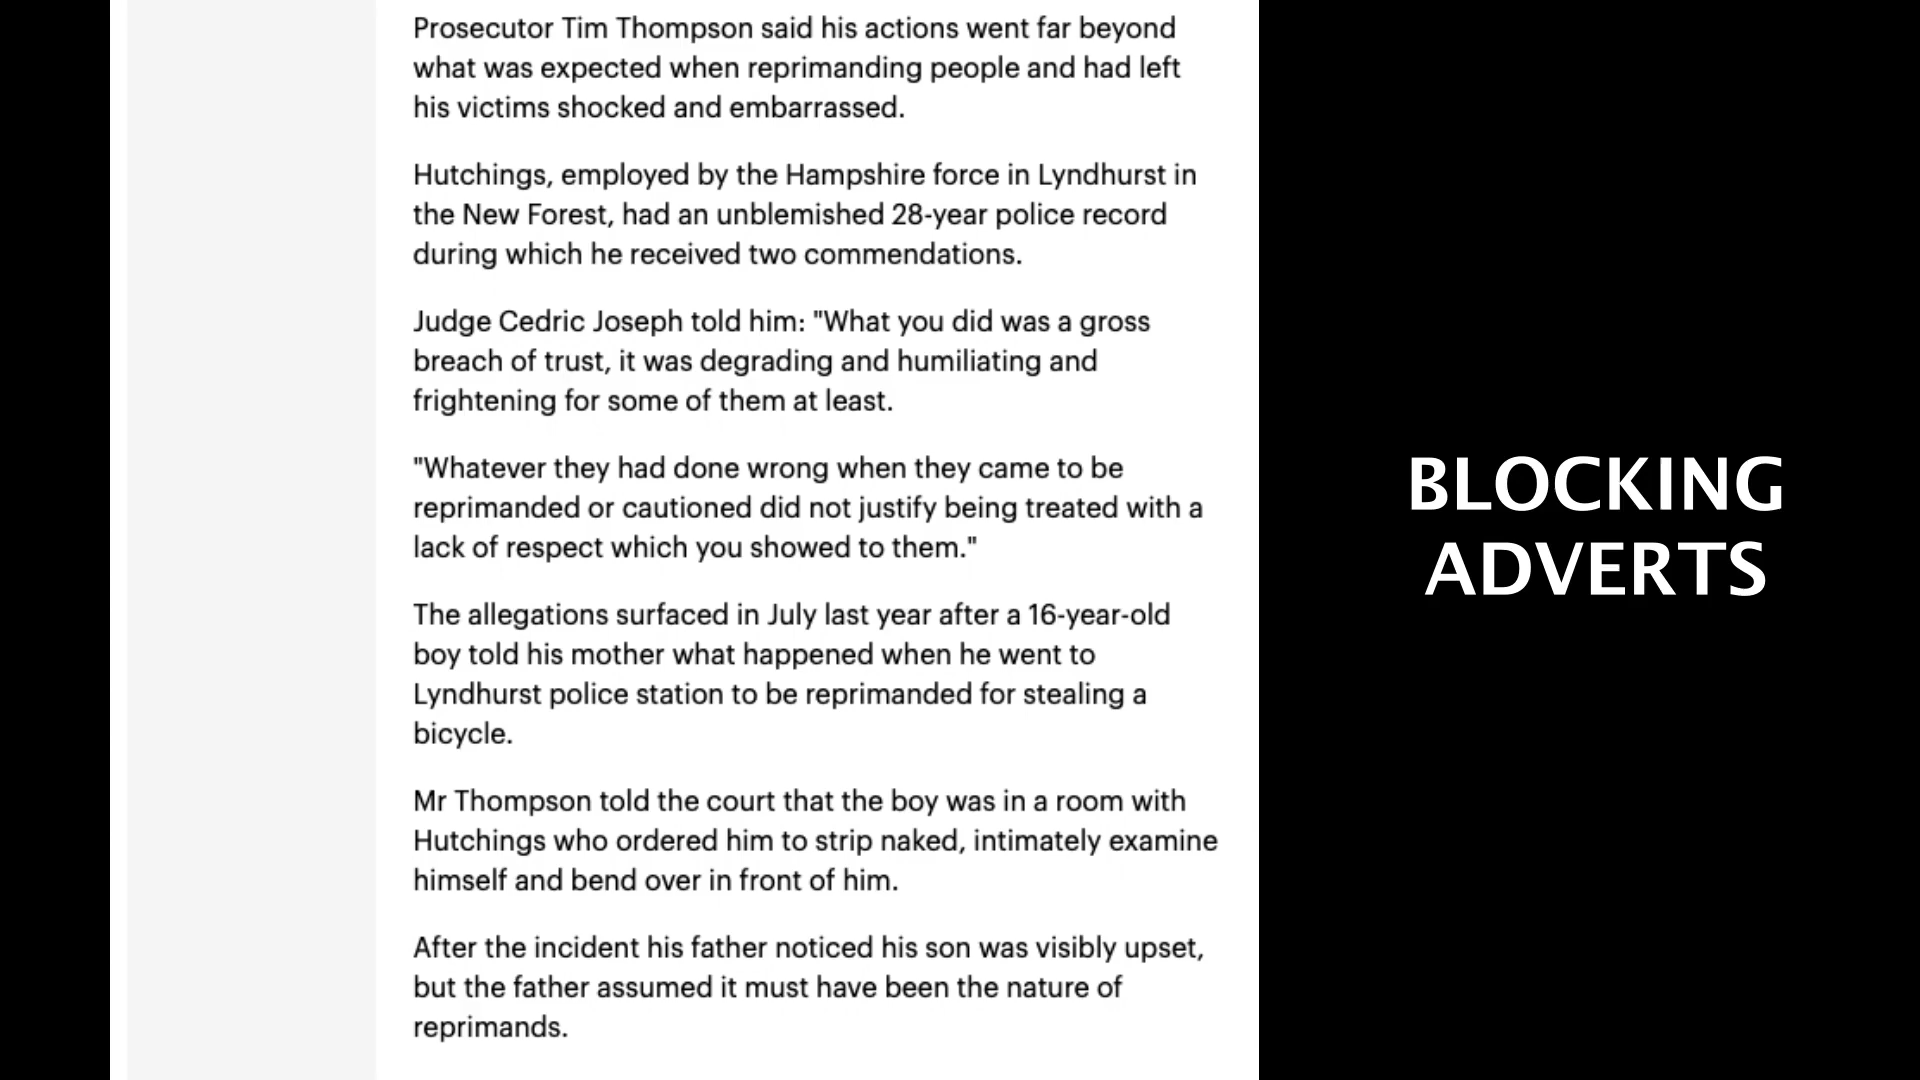 Prosecutor Tim Thompson said his actions went far beyond
what was expected when reprimanding people and had left
his victims shocked and embarrassed.
Hutchings, employed by the Hampshire force in Lyndhurst in
the New Forest, had an unblemished 28-year police record
during which he received two commendations.
Judge Cedric Joseph told him: "What you did was a gross
breach of trust, it was degrading and humiliating and
frightening for some of them at least.
"Whatever they had done wrong when they came to be
reprimanded or cautioned did not justify being treated with a
lack of respect which you showed to them."
The allegations surfaced in July last year after a 16-year-old
boy told his mother what happened when he went to
Lyndhurst police station to be reprimanded for stealing a
bicycle.
Mr Thompson told the court that the boy was in a room with
Hutchings who ordered him to strip naked, intimately examine
himself and bend over in front of him.
After the incident his father noticed his son was visibly upset,
but the father assumed it must have been the nature of
reprimands.
BLOCKING
ADVERTS